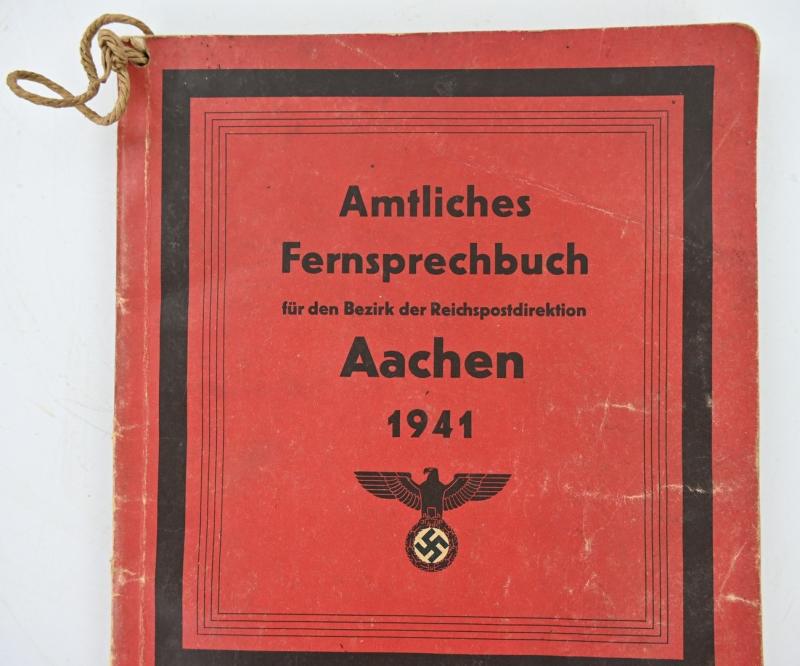 Amtliches
Fernsprechbuch
für den Bezirk der Reichspostdirektion
Aachen
1941